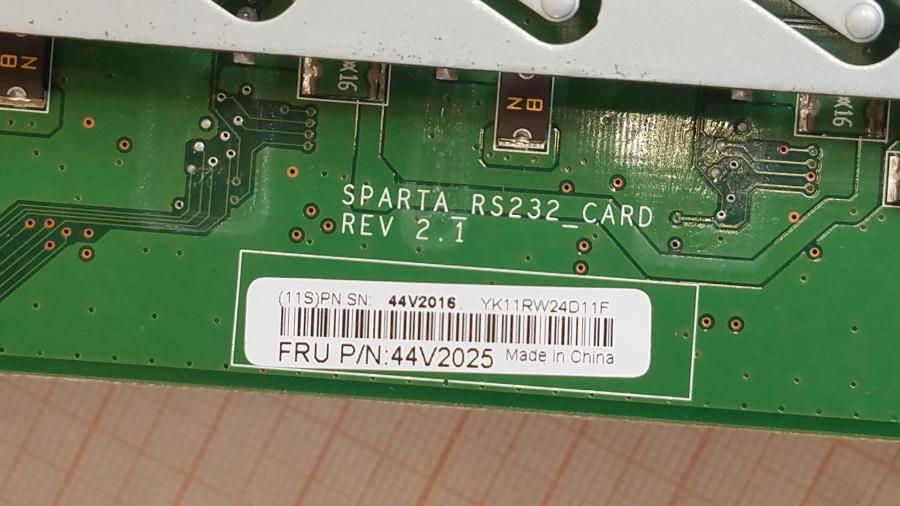 SPARTA_RS232_CARD
REV 2.1
(11S)PN SN: 44V2016 YK11RW24D11F
FRU P/N:44V2025 Made in China